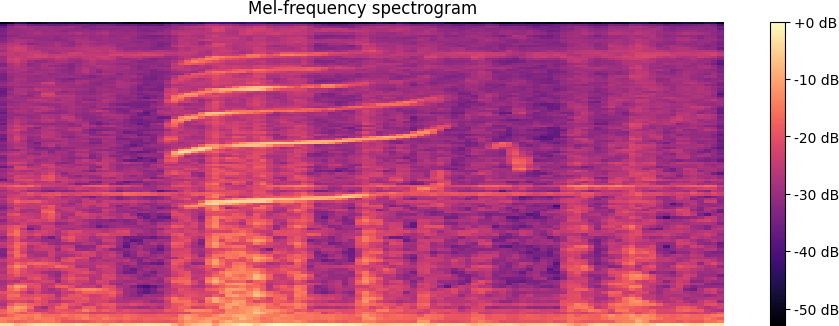 Mel-frequency spectrogram
+0 dB
-10 dB
-20 dB
-30 dB
-40 dB
-50 dB